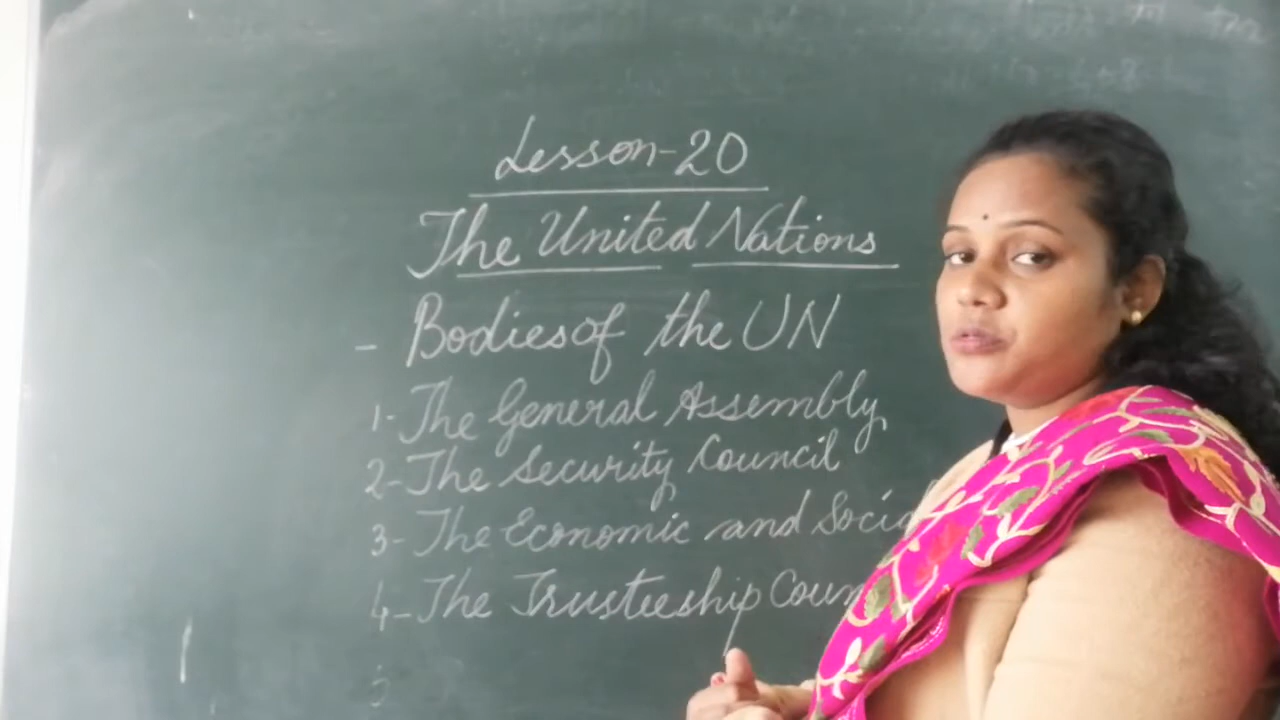 Lesson-20
The United Nations
- Bodies of the UN
1- The General Assembly
2- The Security Council
3- The Economic and Socia
4- The Trusteeship Coun
5